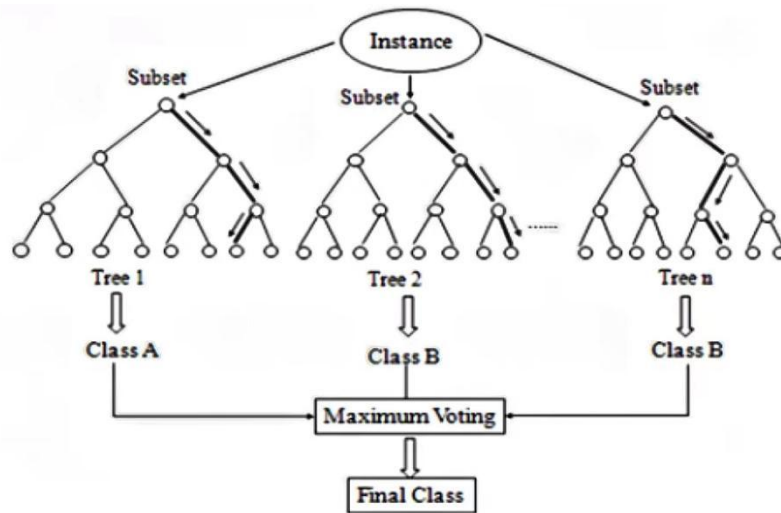 Instance
Subset
Subset
Subset
Tree 1
Tree 2
Tree n
Class A
Class B
Class B
Maximum Voting
Final Class